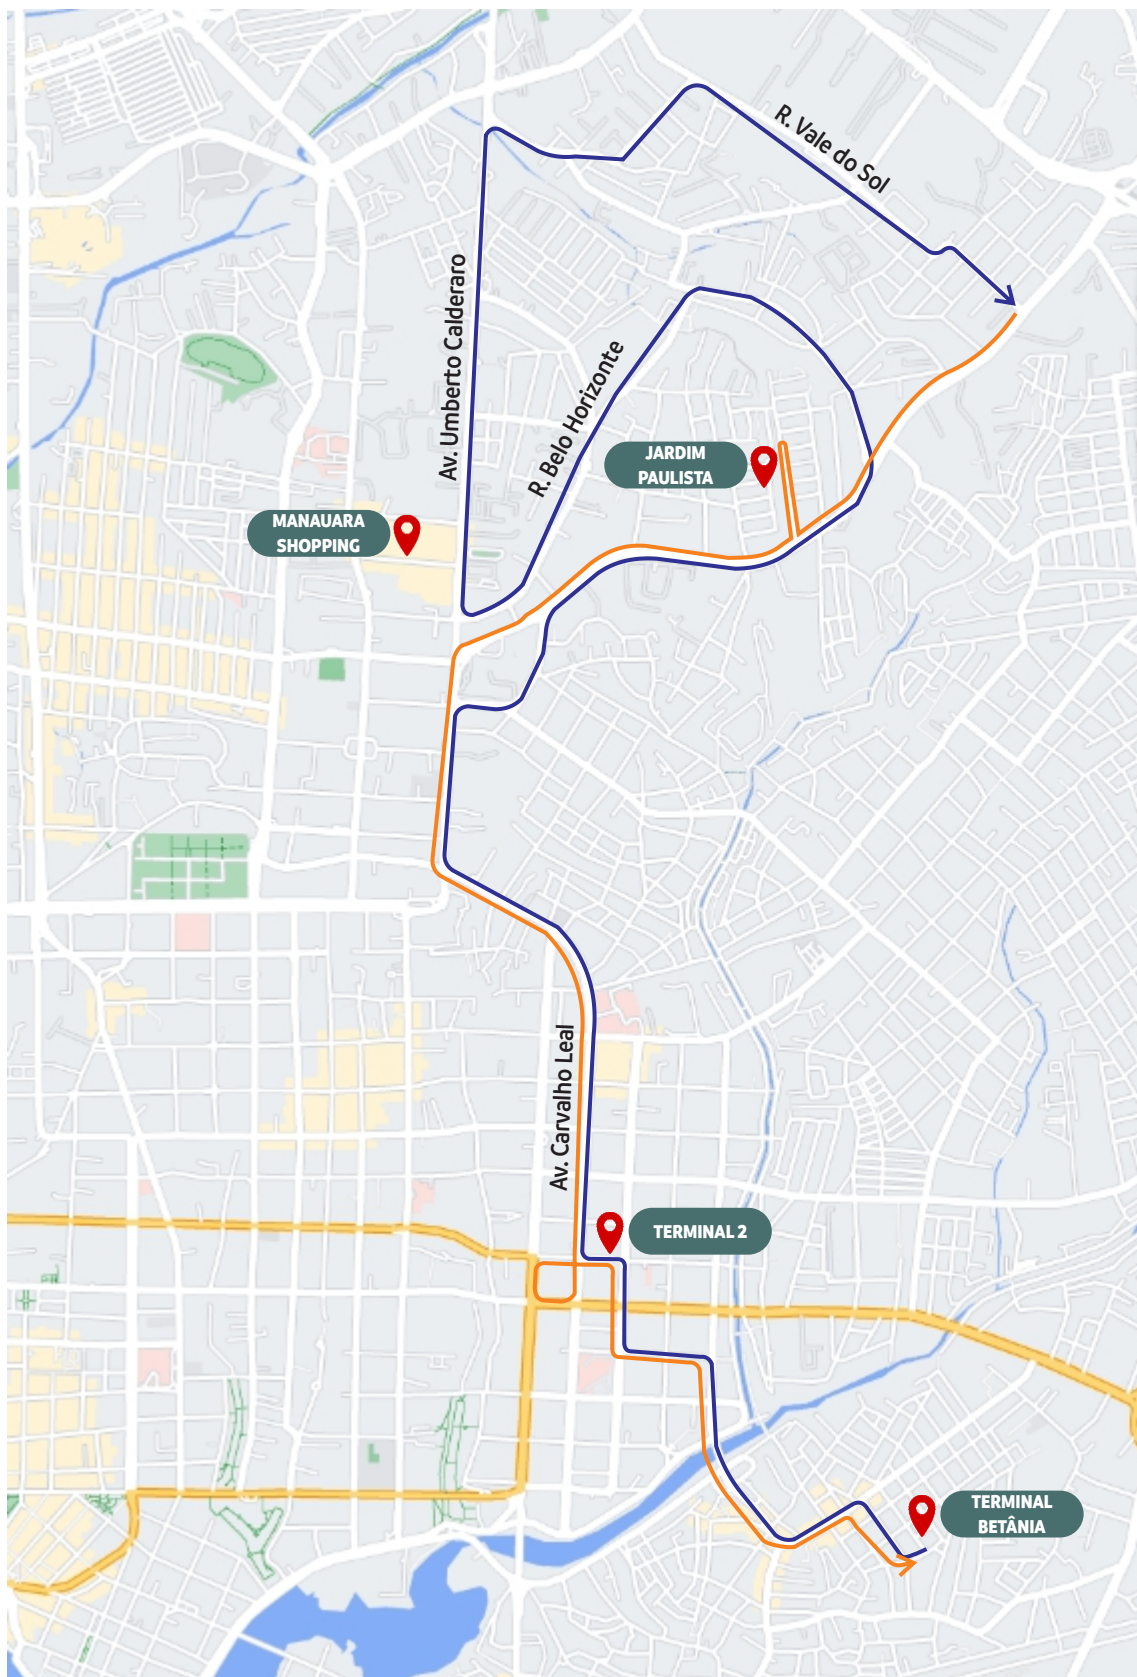 R. Vale do Sol
Av. Umberto Calderaro
R. Belo Horizonte
JARDIM
PAULISTA
MANAUARA
SHOPPING
Av. Carvalho Leal
TERMINAL 2
TERMINAL
BETÂNIA